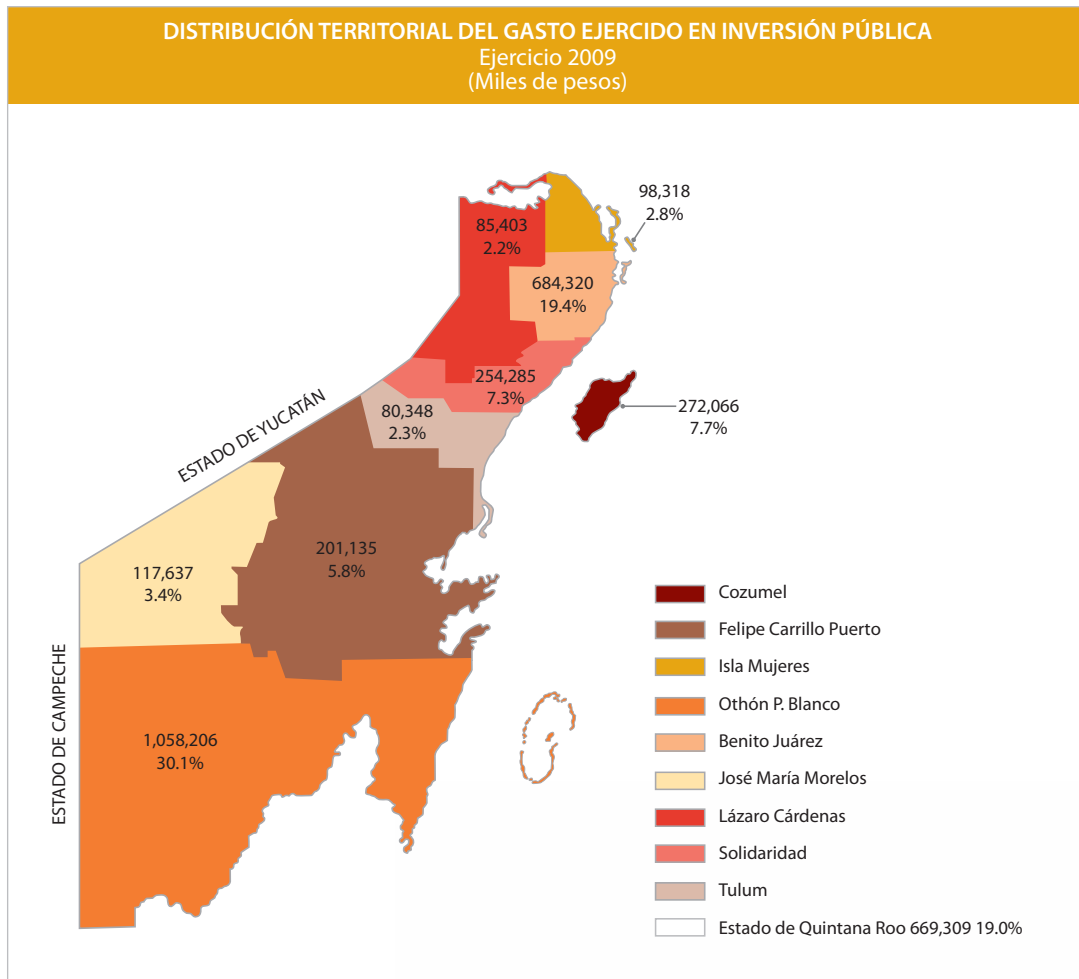 DISTRIBUCIÓN TERRITORIAL DEL GASTO EJERCIDO EN INVERSIÓN PÚBLICA
Ejercicio 2009
(Miles de pesos)
98,318
2.8%
85,403
2.2%
684,320
19.4%
254,285
7.3%
272,066
7.7%
80,348
2.3%
ESTADO DE YUCATÁN
201,135
5.8%
117,637
3.4%
ESTADO DE CAMPECHE
1,058,206
30.1%
Cozumel
Felipe Carrillo Puerto
Isla Mujeres
Othón P. Blanco
Benito Juárez
José María Morelos
Lázaro Cárdenas
Solidaridad
Tulum
Estado de Quintana Roo 669,309 19.0%